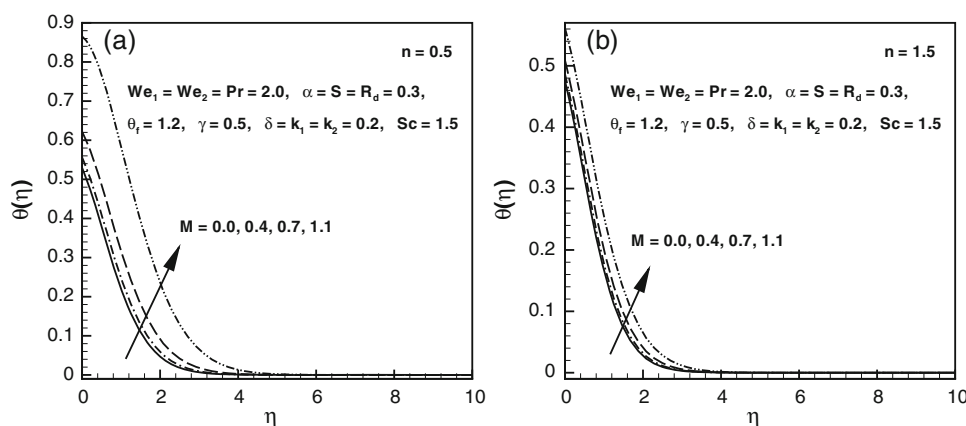 (a)
n = 0.5
We₁ = We₂ = Pr = 2.0, α = S = R_d = 0.3,
θ_f = 1.2, γ = 0.5, δ = k₁ = k₂ = 0.2, Sc = 1.5
M = 0.0, 0.4, 0.7, 1.1
θ(η)
0.9
0.8
0.7
0.6
0.5
0.4
0.3
0.2
0.1
0
0 2 4 6 8 10
η
(b)
n = 1.5
We₁ = We₂ = Pr = 2.0, α = S = R_d = 0.3,
θ_f = 1.2, γ = 0.5, δ = k₁ = k₂ = 0.2, Sc = 1.5
M = 0.0, 0.4, 0.7, 1.1
θ(η)
0.5
0.4
0.3
0.2
0.1
0
0 2 4 6 8 10
η